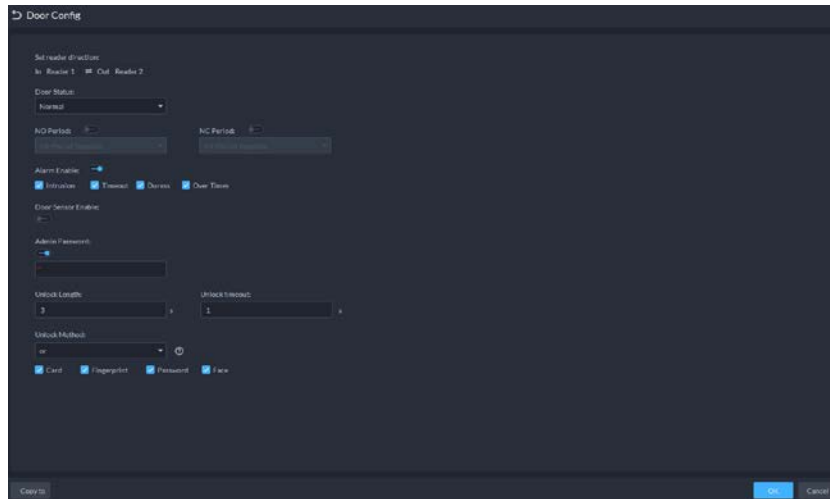 Door Config
Set reader direction:
In Reader 1 ⇌ Out Reader 2
Door Status:
Normal
NO Period: NC Period:
Alarm Enable:
Intrusion Timeout Duress Over Times
Door Sensor Enable:
Admin Password:
Unlock Length: Unlock timeout:
3 s 1 s
Unlock Method:
or
Card Fingerprint Password Face
Copy to OK Cancel